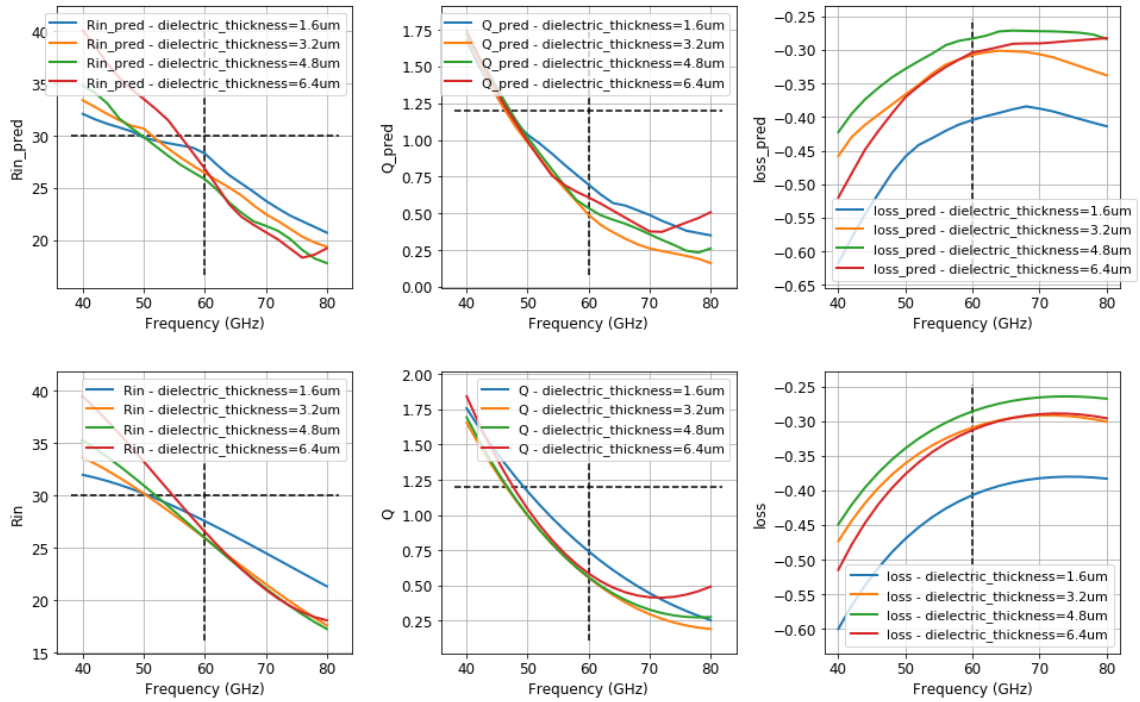 40
35
30
25
20
Rin_pred
Rin_pred - dielectric_thickness=1.6um
Rin_pred - dielectric_thickness=3.2um
Rin_pred - dielectric_thickness=4.8um
Rin_pred - dielectric_thickness=6.4um
40 50 60 70 80
Frequency (GHz)
1.75
1.50
1.25
1.00
0.75
0.50
0.25
0.00
Q_pred
Q_pred - dielectric_thickness=1.6um
Q_pred - dielectric_thickness=3.2um
Q_pred - dielectric_thickness=4.8um
Q_pred - dielectric_thickness=6.4um
40 50 60 70 80
Frequency (GHz)
−0.25
−0.30
−0.35
−0.40
−0.45
−0.50
−0.55
−0.60
−0.65
loss_pred
loss_pred - dielectric_thickness=1.6um
loss_pred - dielectric_thickness=3.2um
loss_pred - dielectric_thickness=4.8um
loss_pred - dielectric_thickness=6.4um
40 50 60 70 80
Frequency (GHz)
40
35
30
25
20
15
Rin
Rin - dielectric_thickness=1.6um
Rin - dielectric_thickness=3.2um
Rin - dielectric_thickness=4.8um
Rin - dielectric_thickness=6.4um
40 50 60 70 80
Frequency (GHz)
2.00
1.75
1.50
1.25
1.00
0.75
0.50
0.25
Q
Q - dielectric_thickness=1.6um
Q - dielectric_thickness=3.2um
Q - dielectric_thickness=4.8um
Q - dielectric_thickness=6.4um
40 50 60 70 80
Frequency (GHz)
−0.25
−0.30
−0.35
−0.40
−0.45
−0.50
−0.55
−0.60
loss
loss - dielectric_thickness=1.6um
loss - dielectric_thickness=3.2um
loss - dielectric_thickness=4.8um
loss - dielectric_thickness=6.4um
40 50 60 70 80
Frequency (GHz)